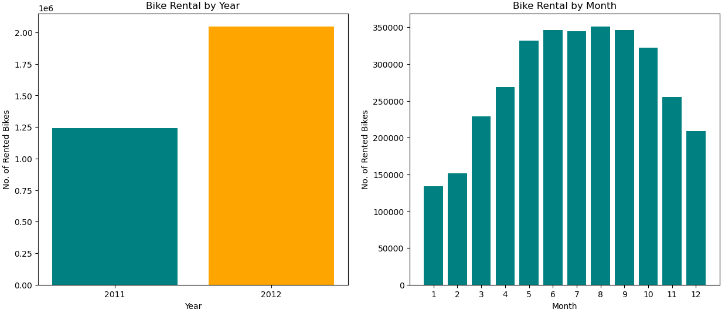 Bike Rental by Year
1e6
2.00
1.75
1.50
1.25
1.00
0.75
0.50
0.25
0.00
No. of Rented Bikes
2011 2012
Year
Bike Rental by Month
350000
300000
250000
200000
150000
100000
50000
0
No. of Rented Bikes
1 2 3 4 5 6 7 8 9 10 11 12
Month